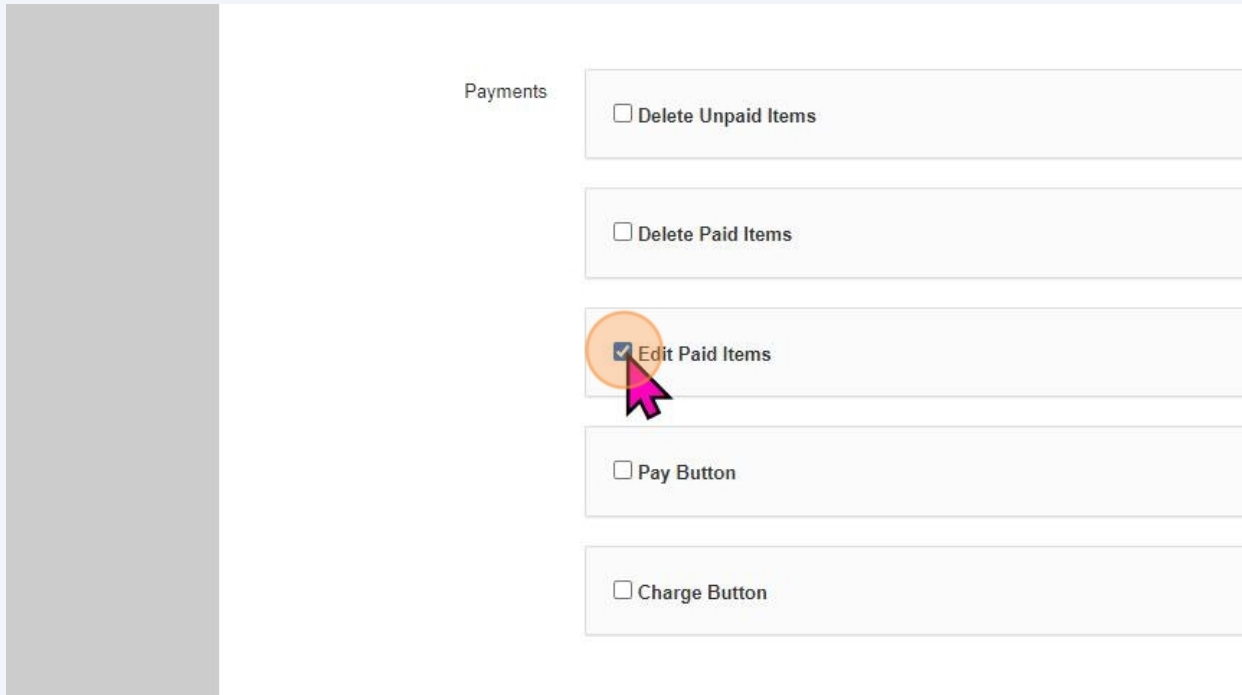 Payments
Delete Unpaid Items
Delete Paid Items
Edit Paid Items
Pay Button
Charge Button